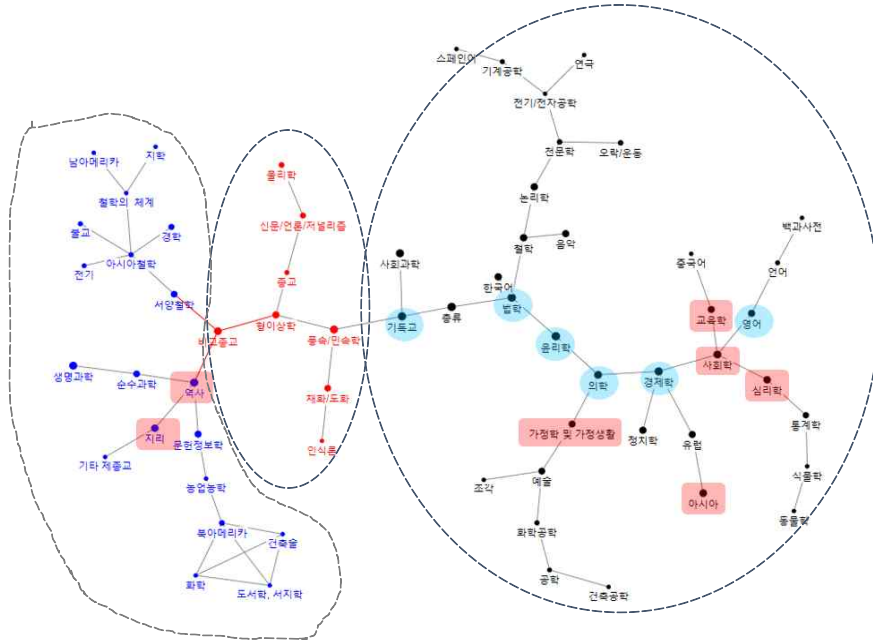 스페인어
연극
기계공학
전기/전자공학
남아메리카
지학
전문학
오락/운동
물리학
철학의 체계
논리학
신문/언론/저널리즘
백과사전
불교
경학
철학
음악
사회과학
중국어
언어
아시아철학
전기
종교
한국어
서양철학
법학
교육학
영어
종류
형이상학
기독교
비교종교
풍속/민속학
윤리학
사회학
생명과학
순수과학
의학
경제학
역사
심리학
재화/도화
통계학
지리
문헌정보학
가정학 및 가정생활
정치학
유럽
인식론
기타 제종교
식품학
농업농학
조각
예술
아시아
동물학
북아메리카
건축술
화학공학
화학
도서학, 서지학
공학
건축공학